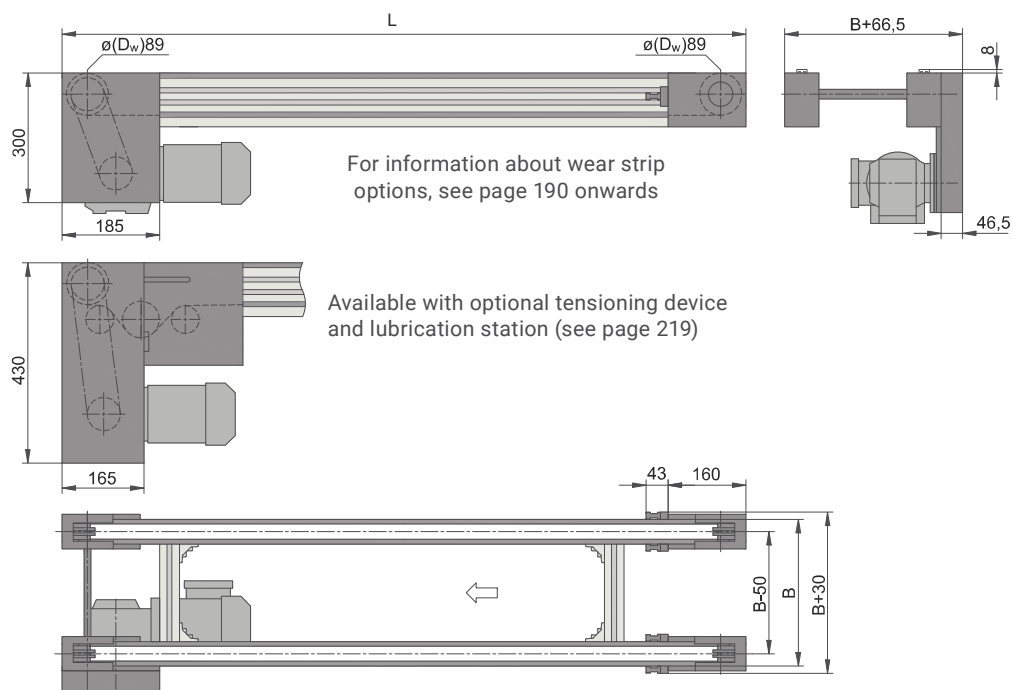 L
B+66,5
ø(Dw)89
ø(Dw)89
8
300
For information about wear strip
options, see page 190 onwards
185
46,5
Available with optional tensioning device
and lubrication station (see page 219)
430
165
43
160
B-50
B
B+30